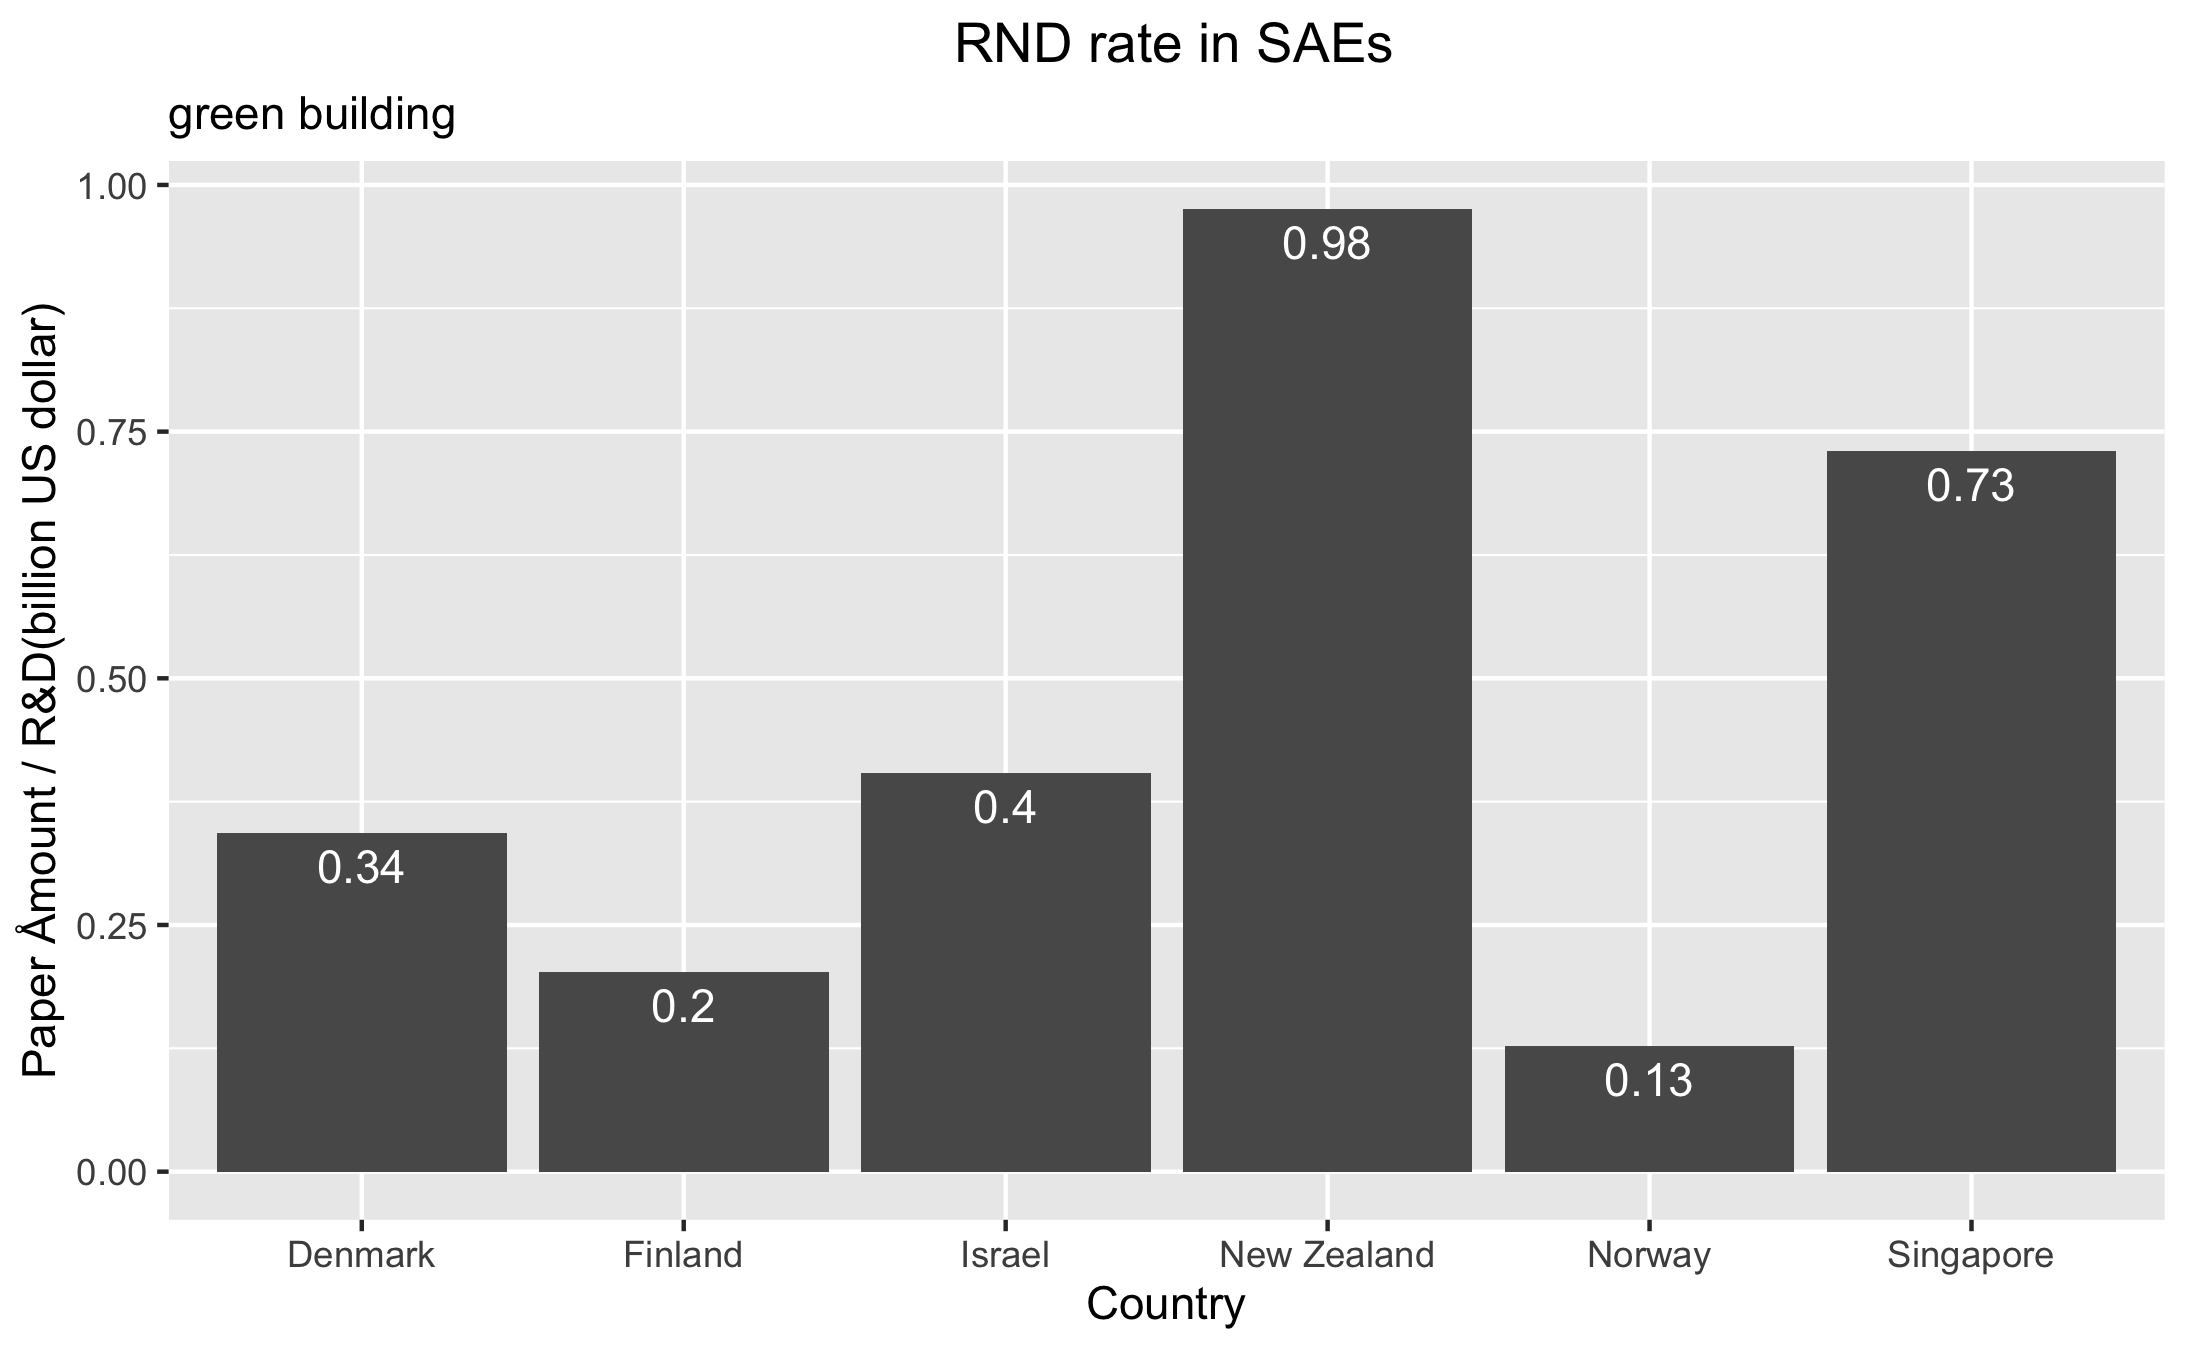 RND rate in SAEs
green building
Paper Åmount / R&D(billion US dollar)
1.00
0.75
0.50
0.25
0.00
0.34
0.2
0.4
0.98
0.13
0.73
Denmark
Finland
Israel
New Zealand
Norway
Singapore
Country